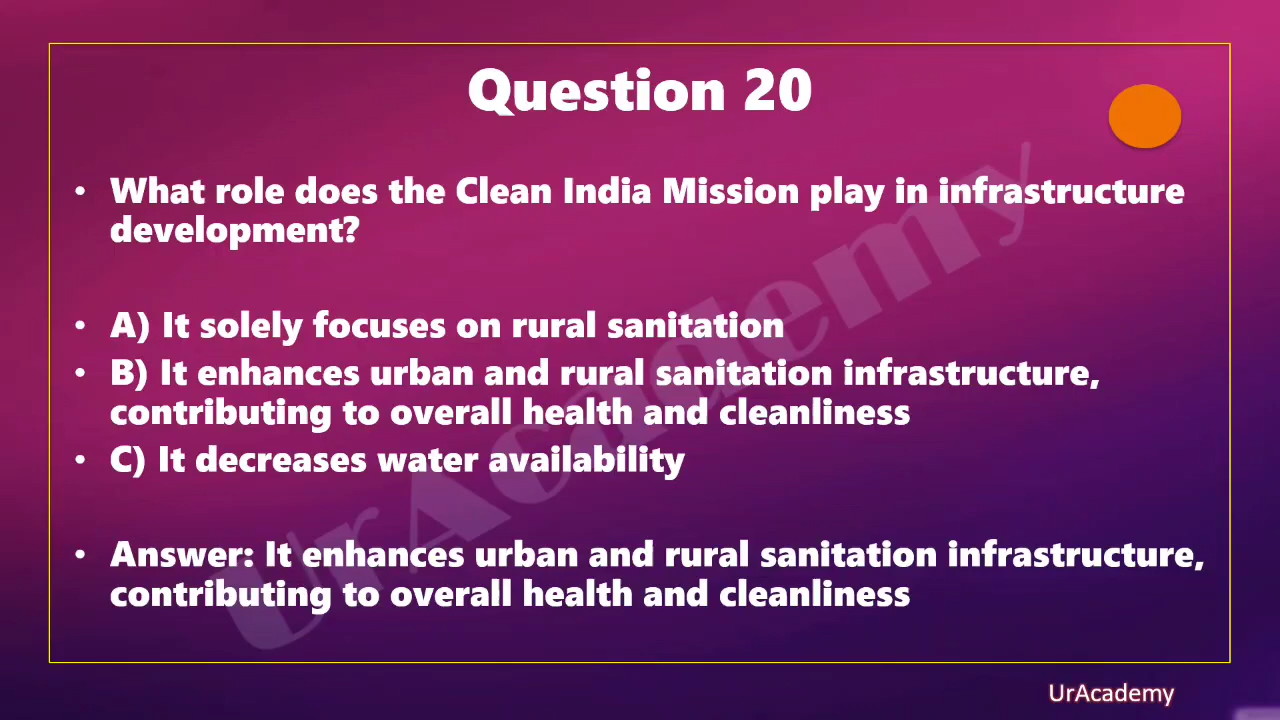 Question 20
• What role does the Clean India Mission play in infrastructure
development?
• A) It solely focuses on rural sanitation
• B) It enhances urban and rural sanitation infrastructure,
contributing to overall health and cleanliness
• C) It decreases water availability
• Answer: It enhances urban and rural sanitation infrastructure,
contributing to overall health and cleanliness
UrAcademy
UrAcademy